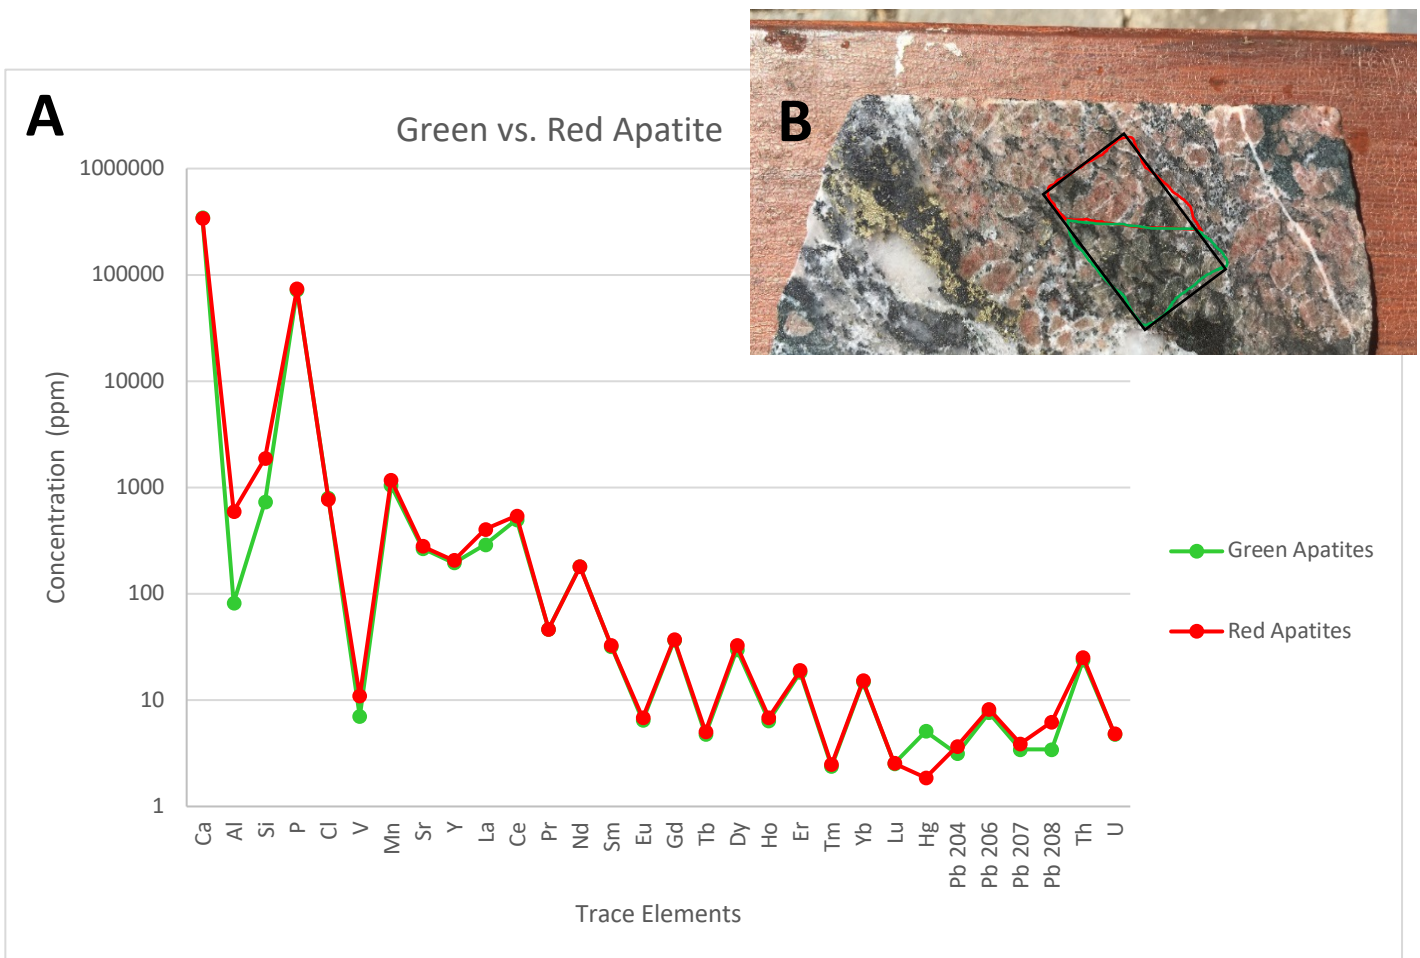 A
B
Green vs. Red Apatite
1000000
100000
10000
1000
100
10
1
Concentration (ppm)
Ca Al Si P Cl V Mn Sr Y La Ce Pr Nd Sm Eu Gd Tb Dy Ho Er Tm Yb Lu Hg Pb 204 Pb 206 Pb 207 Pb 208 Th U
Trace Elements
Green Apatites
Red Apatites